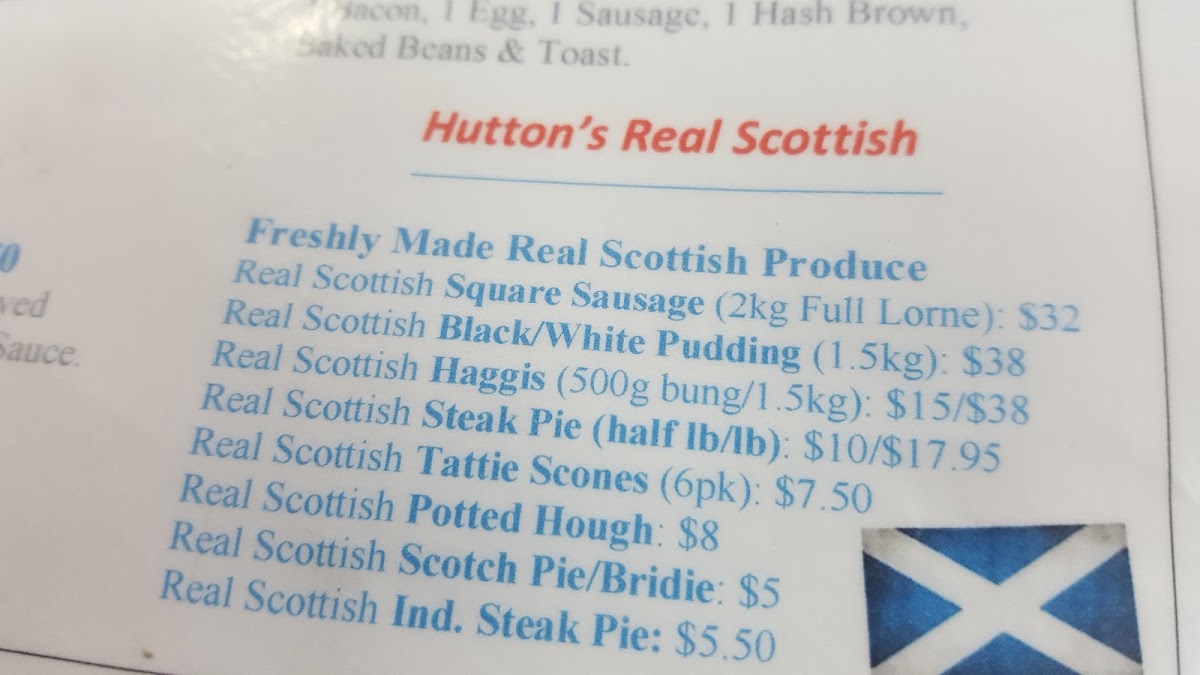 Bacon, 1 Egg, 1 Sausage, 1 Hash Brown,
Baked Beans & Toast.
Hutton's Real Scottish
Freshly Made Real Scottish Produce
Real Scottish Square Sausage (2kg Full Lorne): $32
Real Scottish Black/White Pudding (1.5kg): $38
Real Scottish Haggis (500g bung/1.5kg): $15/$38
Real Scottish Steak Pie (half lb/lb): $10/$17.95
Real Scottish Tattie Scones (6pk): $7.50
Real Scottish Potted Hough: $8
Real Scottish Scotch Pie/Bridie: $5
Real Scottish Ind. Steak Pie: $5.50
Sauce.